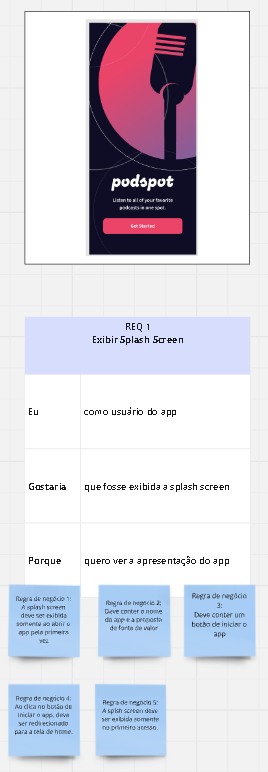 podspot
Listen to all of your favorite
podcasts in one spot.
Get Started
REQ 1
Exibir Splash Screen
Eu
como usuário do app
Gostaria
que fosse exibida a splash screen
Porque
quero ver a apresentação do app
Regra de negócio 1:
A splash screen
deve ser exibida
somente ao abrir o
app pela primeira
vez.
Regra de negócio 2:
Deve conter o nome
do app e a proposta
de fonte de valor
Regra de negócio
3:
Deve conter um
botão de iniciar o
app
Regra de negócio 4:
Ao clica no botão de
iniciar o app, deve
ser redirecionado
para a tela de home.
Regra de negócio 5:
A splsh screen deve
ser exibida somente
no primeiro acesso.